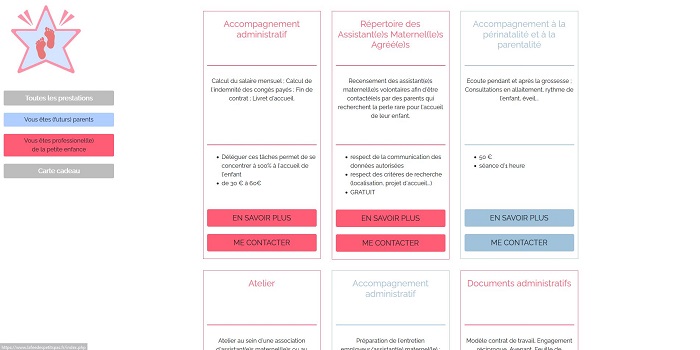 Toutes les prestations
Vous êtes (futurs) parents
Vous êtes professionnel(le)
de la petite enfance
Carte cadeau
Accompagnement
administratif
Calcul du salaire mensuel ; Calcul de
l'indemnité des congés payés ; Fin de
contrat ; Livret d'accueil
Déléguer ces tâches permet de se
concentrer à 100% à l'accueil de
l'enfant
de 30 € à 60€
EN SAVOIR PLUS
ME CONTACTER
Répertoire des
Assistant(e)s Maternel(le)s
Agréé(e)s
Recensement des assistant(e)s
maternel(le)s volontaires afin d'être
contacté(e)s par des parents qui
recherchent la perle rare pour l'accueil
de leur enfant.
respect de la communication des
données autorisées
respect des critères de recherche
(localisation, projet d'accueil...)
GRATUIT
EN SAVOIR PLUS
ME CONTACTER
Accompagnement à la
périnatalité et à la
parentalité
Ecoute pendant et après la grossesse ;
Consultations en allaitement, rythme de
l'enfant, éveil...
50 €
séance d'1 heure
EN SAVOIR PLUS
ME CONTACTER
Atelier
Atelier au sein d'une association
d'assistant(e)s maternel(le)s ou au
Accompagnement
administratif
Préparation de l'entretien
employeur/assistant(e) maternel(le) ;
Documents administratifs
Modèle contrat de travail, Engagement
réciproque, Avenant, Feuille de